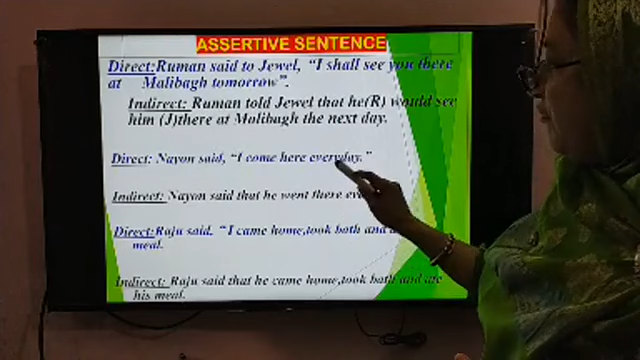 ASSERTIVE SENTENCE
Direct:Ruman said to Jewel, “I shall see you there
at Malibagh tomorrow”.
Indirect: Ruman told Jewel that he(R) would see
him (J)there at Malibagh the next day.
Direct: Nayon said, “I come here everyday.”
Indirect: Nayon said that he went there
Direct:Raju said, “I came home,took bath and
meal.
Indirect: Raju said that he came home,took bath and ate
his meal.